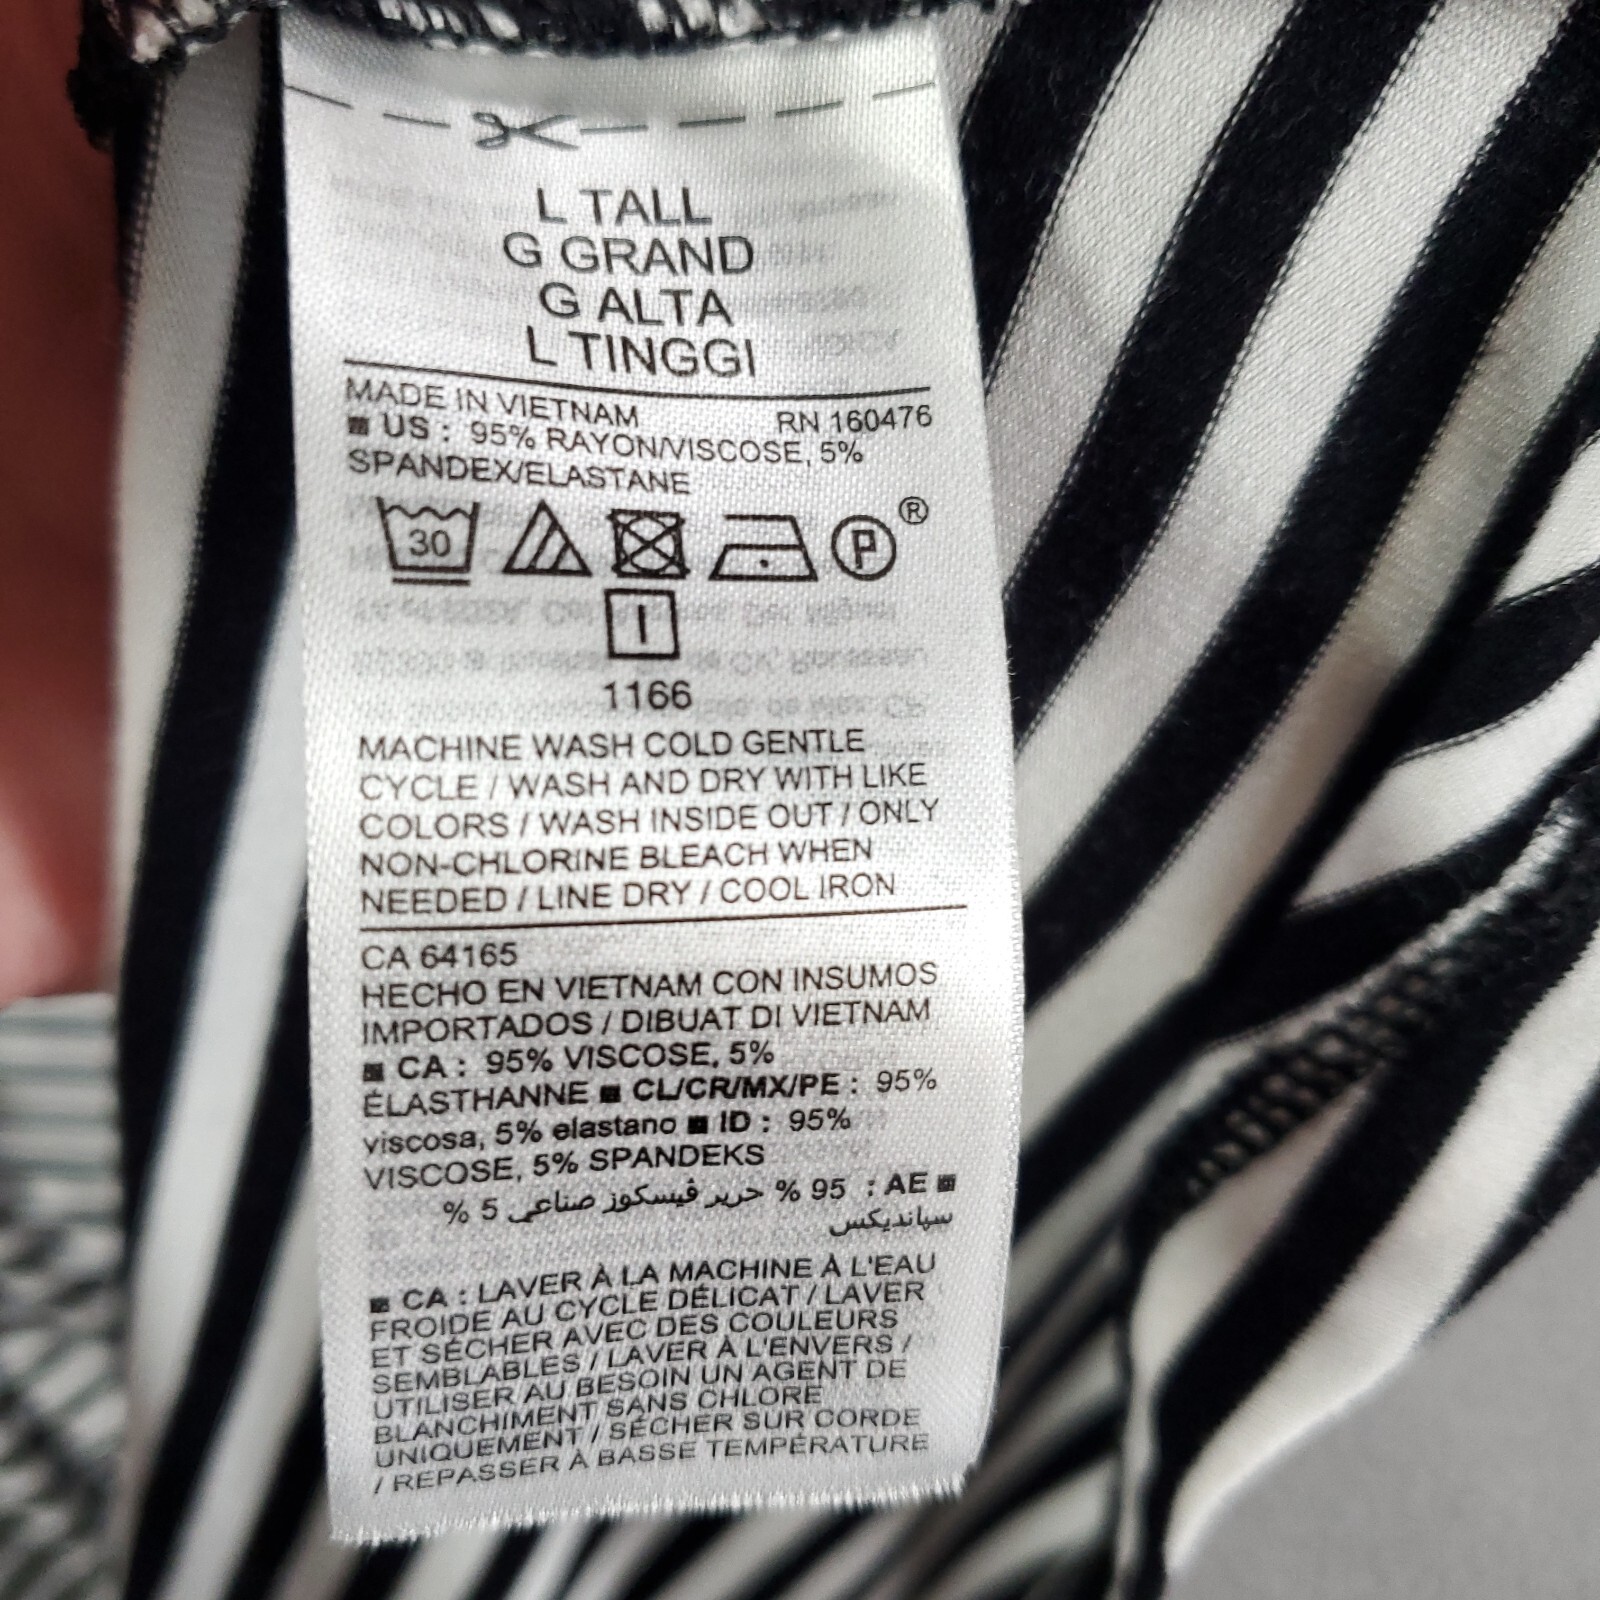 L TALL
G GRAND
G ALTA
L TINGGI
MADE IN VIETNAM RN 160476
■ US : 95% RAYON/VISCOSE, 5%
SPANDEX/ELASTANE
30 P ®
I
1166
MACHINE WASH COLD GENTLE
CYCLE / WASH AND DRY WITH LIKE
COLORS / WASH INSIDE OUT / ONLY
NON-CHLORINE BLEACH WHEN
NEEDED / LINE DRY / COOL IRON
CA 64165
HECHO EN VIETNAM CON INSUMOS
IMPORTADOS / DIBUAT DI VIETNAM
■ CA : 95% VISCOSE, 5%
ÉLASTHANNE ■ CL/CR/MX/PE : 95%
viscosa, 5% elastano ■ ID : 95%
VISCOSE, 5% SPANDEKS
■ AE : 95 % حرير ڤيسكوز صناعي 5 %
سپانديكس
■ CA : LAVER À LA MACHINE À L'EAU
FROIDE AU CYCLE DÉLICAT / LAVER
ET SÉCHER AVEC DES COULEURS
SEMBLABLES / LAVER À L'ENVERS /
UTILISER AU BESOIN UN AGENT DE
BLANCHIMENT SANS CHLORE
UNIQUEMENT / SÉCHER SUR CORDE
/ REPASSER À BASSE TEMPÉRATURE